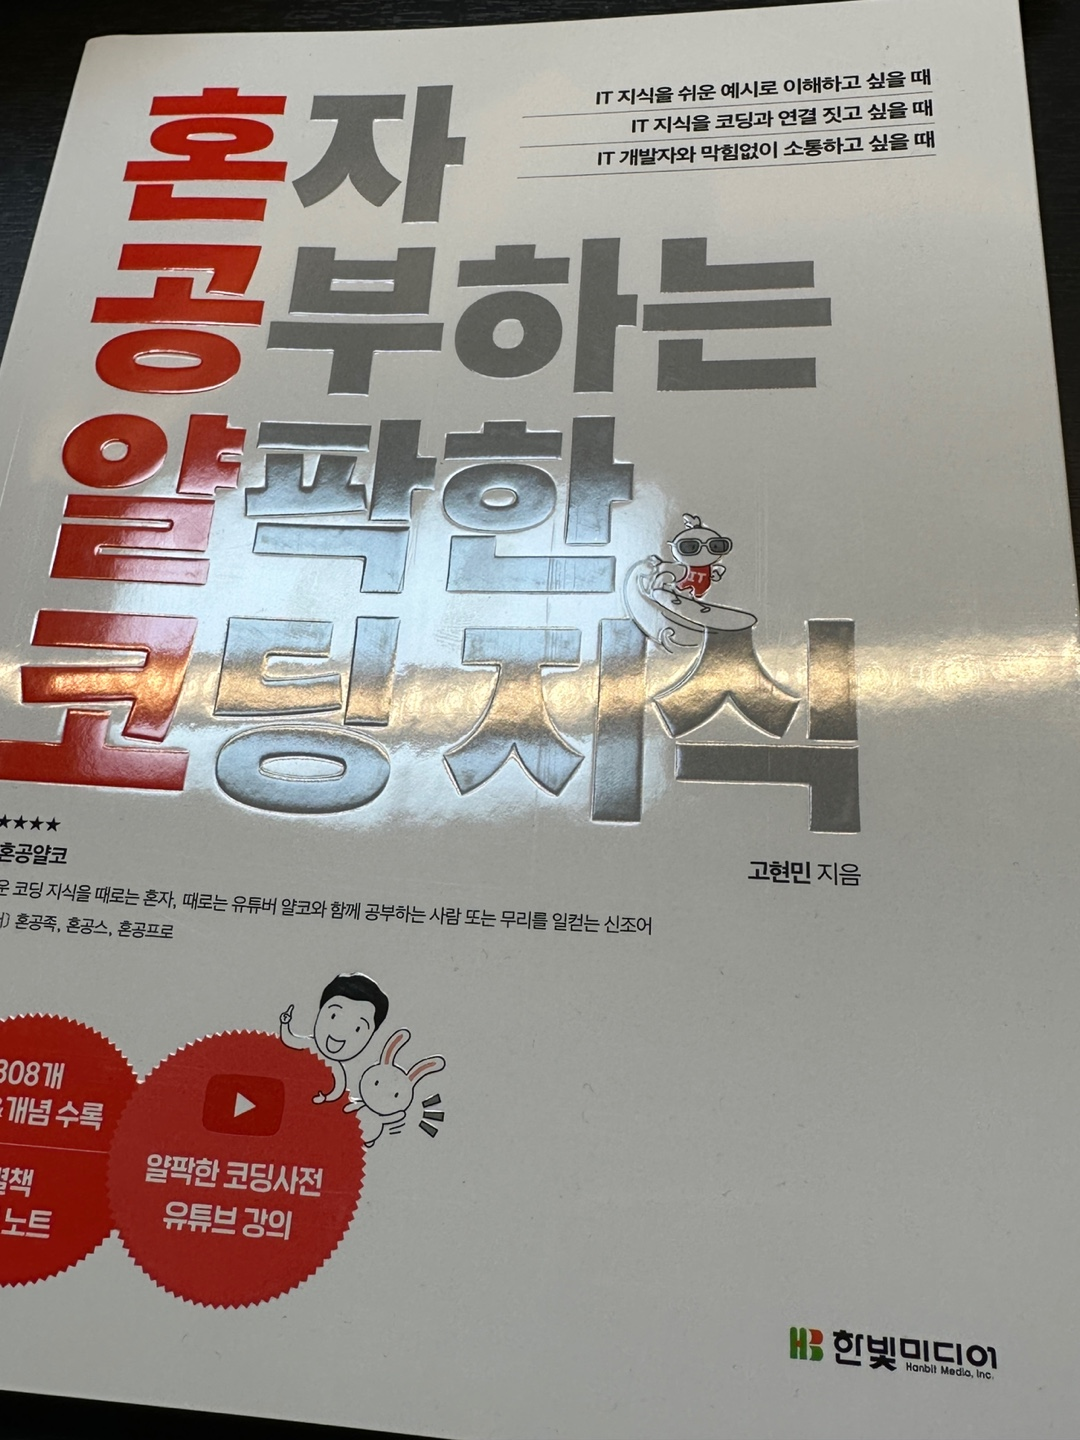 IT 지식을 쉬운 예시로 이해하고 싶을 때
IT 지식을 코딩과 연결 짓고 싶을 때
IT 개발자와 막힘없이 소통하고 싶을 때
혼자
공부하는
얄팍한
코딩 지식
고현민 지음
★★★★
혼공얄코
코딩 지식을 때로는 혼자, 때로는 유튜버 얄코와 함께 공부하는 사람 또는 무리를 일컫는 신조어
혼공족, 혼공스, 혼공프로
IT
308개
&개념 수록
노트
얄팍한 코딩사전
유튜브 강의
HB 한빛미디어
Hanbit Media, Inc.